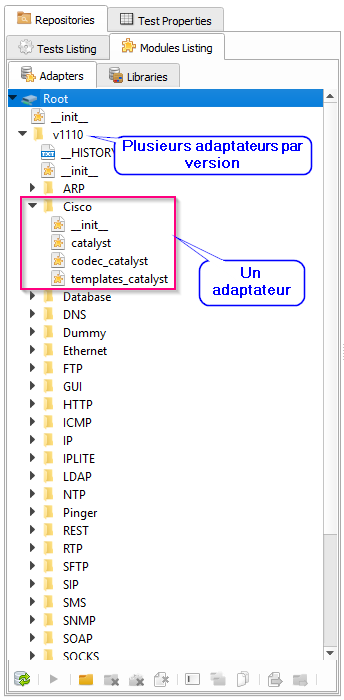 Repositories
Test Properties
Tests Listing
Modules Listing
Adapters
Libraries
Root
__init__
v1110
Plusieurs adaptateurs par
version
__HISTORY
__init__
ARP
Cisco
__init__
catalyst
codec_catalyst
templates_catalyst
Un
adaptateur
Database
DNS
Dummy
Ethernet
FTP
GUI
HTTP
ICMP
IP
IPLITE
LDAP
NTP
Pinger
REST
RTP
SFTP
SIP
SMS
SNMP
SOAP
SOCKS